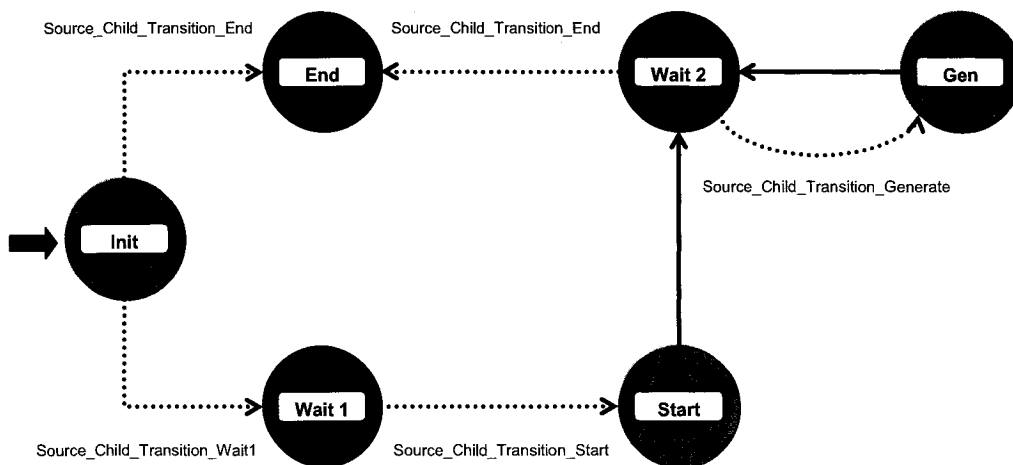 Source_Child_Transition_End
Source_Child_Transition_End
End
Wait 2
Gen
Source_Child_Transition_Generate
Init
Wait 1
Start
Source_Child_Transition_Wait1
Source_Child_Transition_Start